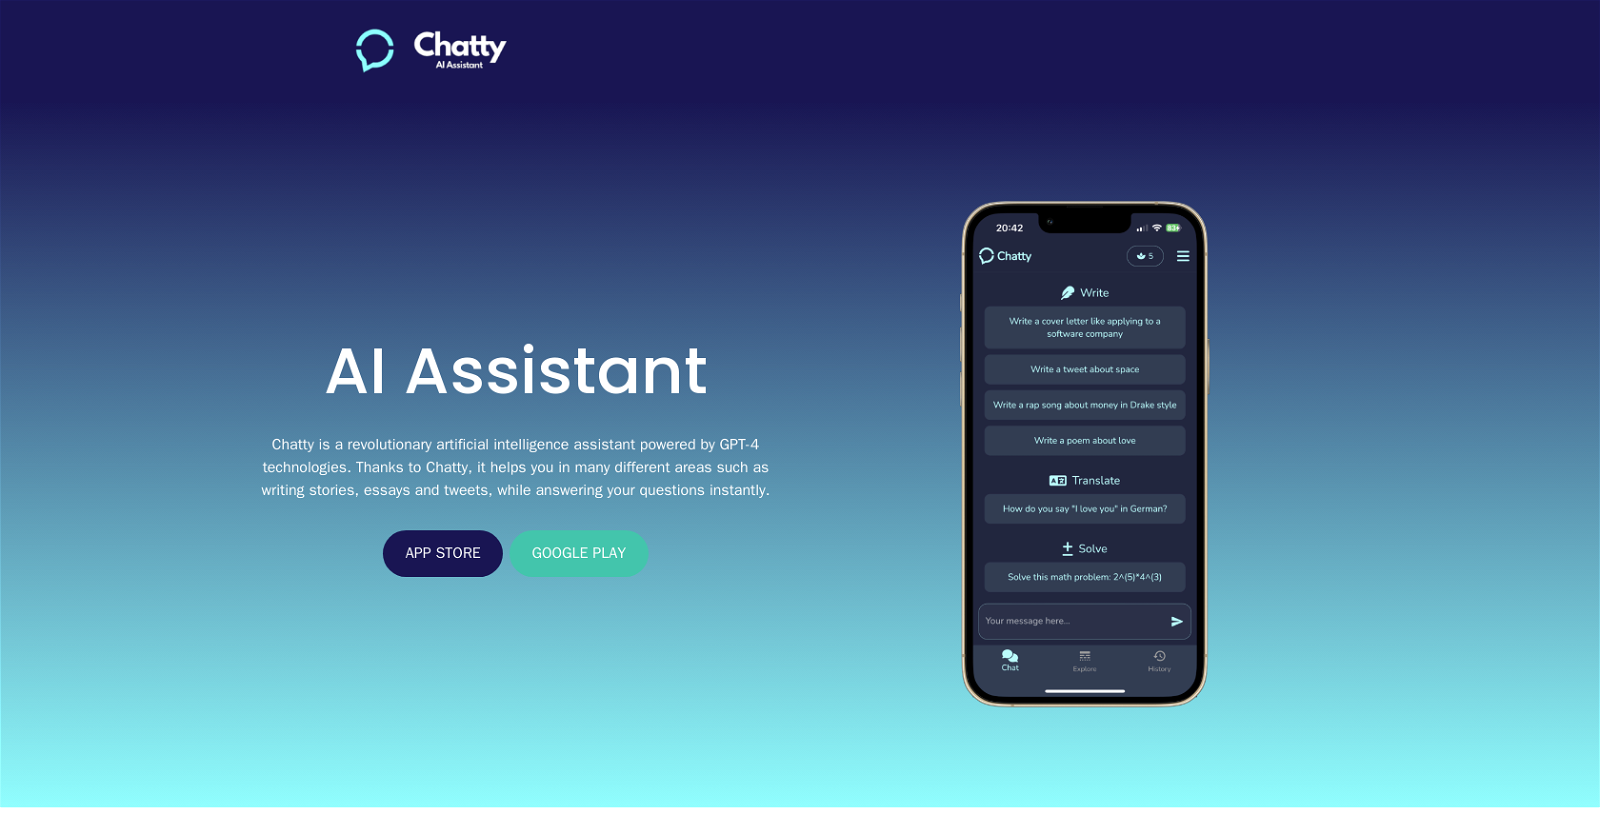 Chatty
AI Assistant
AI Assistant
Chatty is a revolutionary artificial intelligence assistant powered by GPT-4
technologies. Thanks to Chatty, it helps you in many different areas such as
writing stories, essays and tweets, while answering your questions instantly.
APP STORE
GOOGLE PLAY
20:42
83
Chatty
5
Write
Write a cover letter like applying to a
software company
Write a tweet about space
Write a rap song about money in Drake style
Write a poem about love
Translate
How do you say "I love you" in German?
Solve
Solve this math problem: 2^(5)*4^(3)
Your message here...
Chat
Explore
History